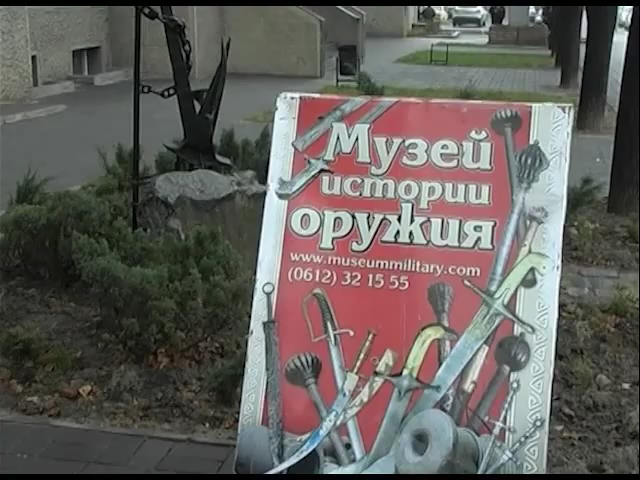 Музей
истории
оружия
www.museummilitary.com
(0612) 32 15 55